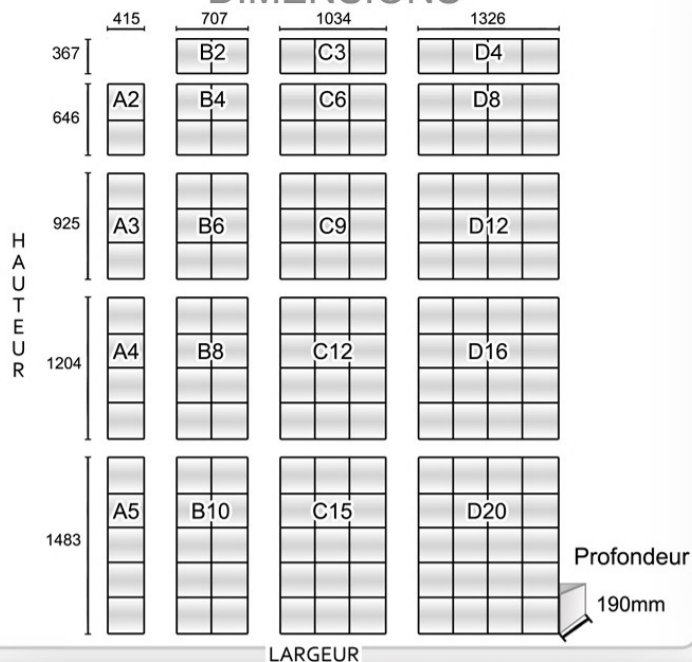 DIMENSIONS
415 707 1034 1326
367 B2 C3 D4
646 A2 B4 C6 D8
925 A3 B6 C9 D12
HAUTEUR
1204 A4 B8 C12 D16
1483 A5 B10 C15 D20
Profondeur
190mm
LARGEUR